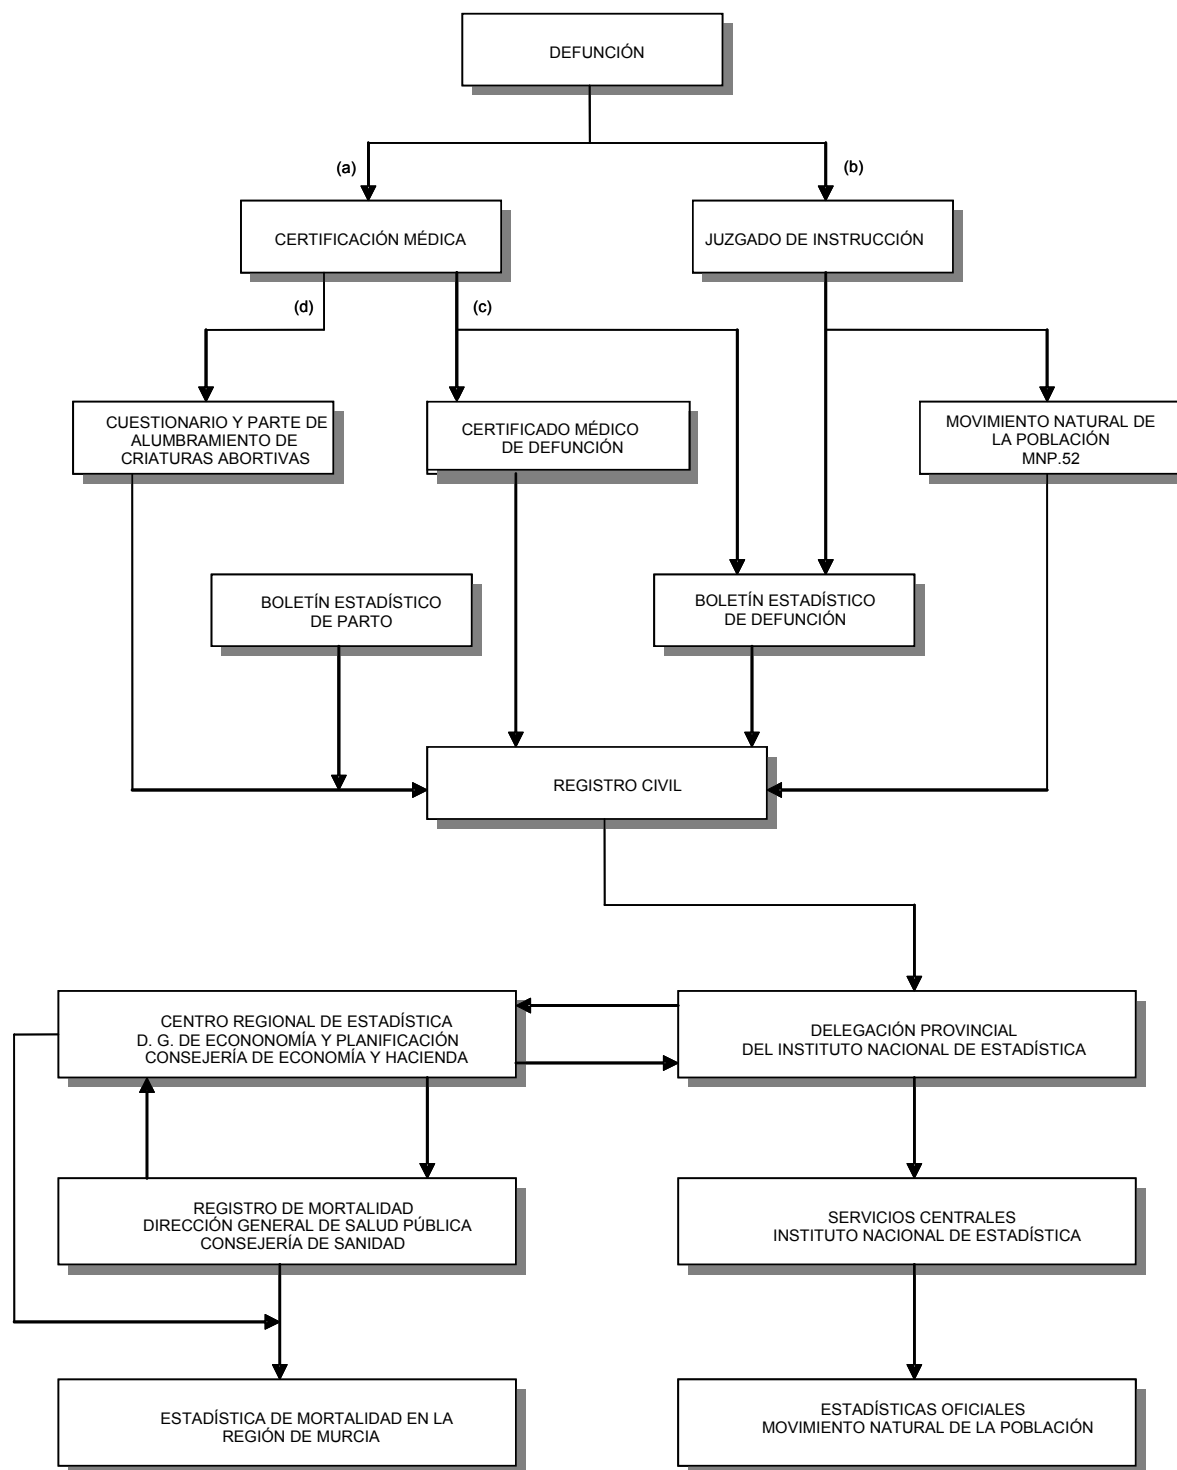 DEFUNCIÓN
(a)
(b)
CERTIFICACIÓN MÉDICA
JUZGADO DE INSTRUCCIÓN
(d)
(c)
CUESTIONARIO Y PARTE DE
ALUMBRAMIENTO DE
CRIATURAS ABORTIVAS
CERTIFICADO MÉDICO
DE DEFUNCIÓN
MOVIMIENTO NATURAL DE
LA POBLACIÓN
MNP.52
BOLETÍN ESTADÍSTICO
DE PARTO
BOLETÍN ESTADÍSTICO
DE DEFUNCIÓN
REGISTRO CIVIL
CENTRO REGIONAL DE ESTADÍSTICA
D. G. DE ECONONOMÍA Y PLANIFICACIÓN
CONSEJERÍA DE ECONOMÍA Y HACIENDA
DELEGACIÓN PROVINCIAL
DEL INSTITUTO NACIONAL DE ESTADÍSTICA
REGISTRO DE MORTALIDAD
DIRECCIÓN GENERAL DE SALUD PÚBLICA
CONSEJERÍA DE SANIDAD
SERVICIOS CENTRALES
INSTITUTO NACIONAL DE ESTADÍSTICA
ESTADÍSTICA DE MORTALIDAD EN LA
REGIÓN DE MURCIA
ESTADÍSTICAS OFICIALES
MOVIMIENTO NATURAL DE LA POBLACIÓN